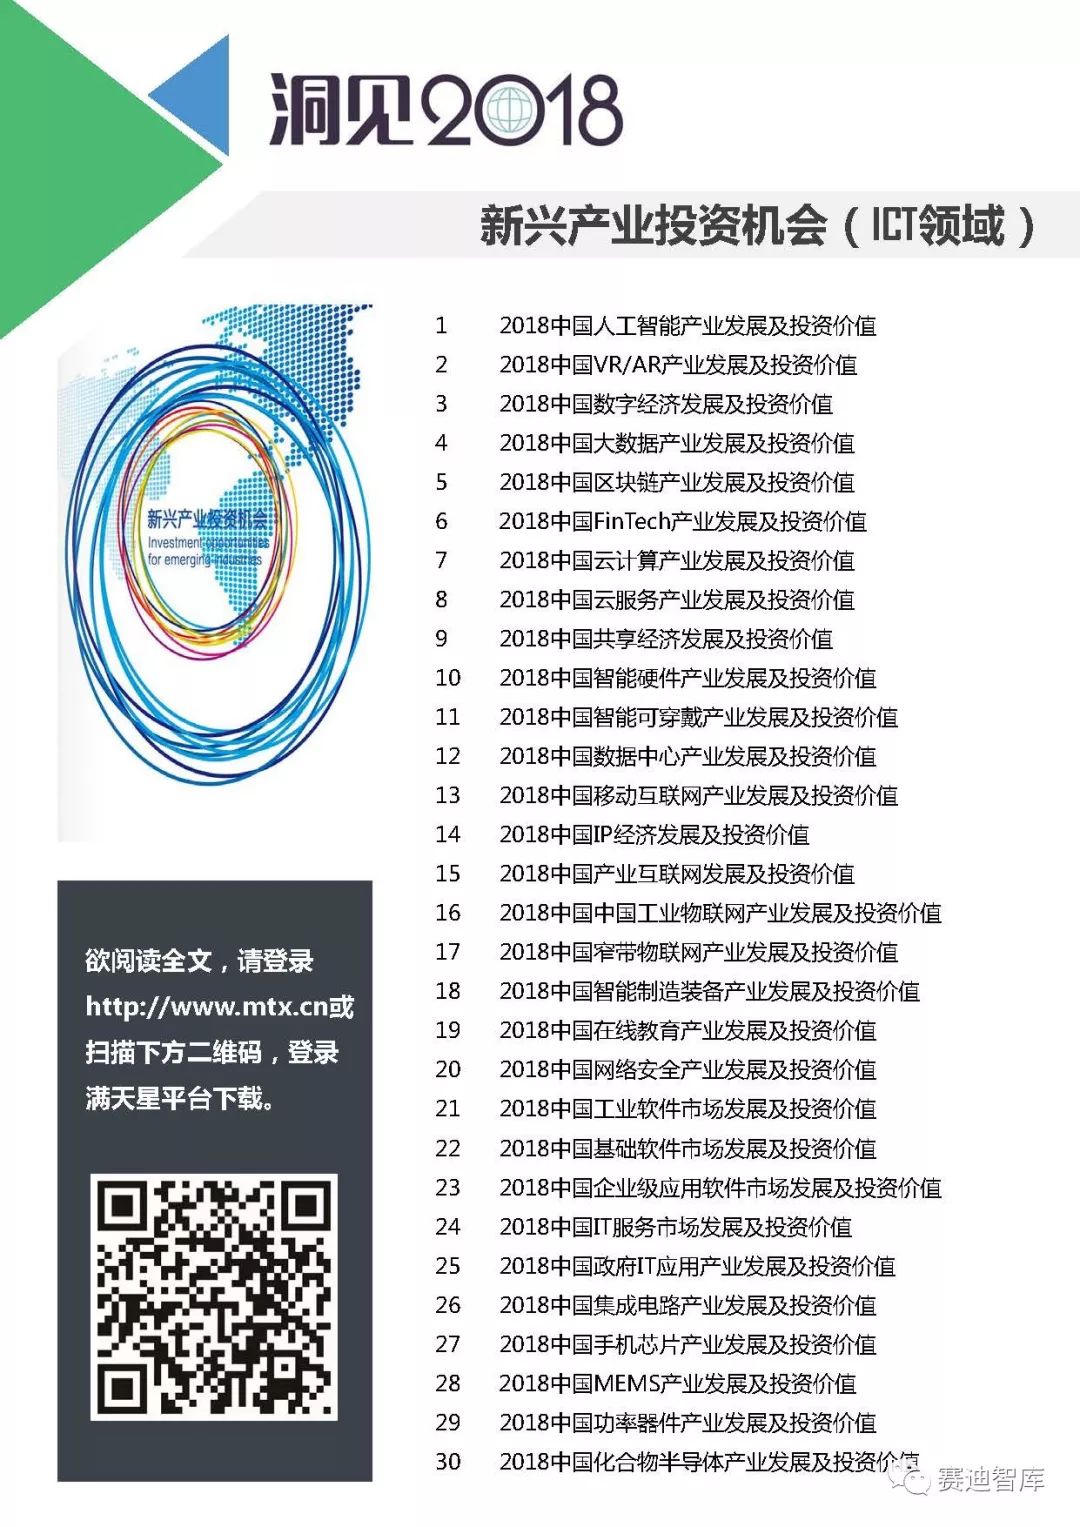 洞见2018
新兴产业投资机会（ICT领域）
新兴产业投资机会
Investment opportunities
for emerging industries
1 2018中国人工智能产业发展及投资价值
2 2018中国VR/AR产业发展及投资价值
3 2018中国数字经济发展及投资价值
4 2018中国大数据产业发展及投资价值
5 2018中国区块链产业发展及投资价值
6 2018中国FinTech产业发展及投资价值
7 2018中国云计算产业发展及投资价值
8 2018中国云服务产业发展及投资价值
9 2018中国共享经济发展及投资价值
10 2018中国智能硬件产业发展及投资价值
11 2018中国智能可穿戴产业发展及投资价值
12 2018中国数据中心产业发展及投资价值
13 2018中国移动互联网产业发展及投资价值
14 2018中国IP经济发展及投资价值
15 2018中国产业互联网发展及投资价值
16 2018中国中国工业物联网产业发展及投资价值
17 2018中国窄带物联网产业发展及投资价值
18 2018中国智能制造装备产业发展及投资价值
19 2018中国在线教育产业发展及投资价值
20 2018中国网络安全产业发展及投资价值
21 2018中国工业软件市场发展及投资价值
22 2018中国基础软件市场发展及投资价值
23 2018中国企业级应用软件市场发展及投资价值
24 2018中国IT服务市场发展及投资价值
25 2018中国政府IT应用产业发展及投资价值
26 2018中国集成电路产业发展及投资价值
27 2018中国手机芯片产业发展及投资价值
28 2018中国MEMS产业发展及投资价值
29 2018中国功率器件产业发展及投资价值
30 2018中国化合物半导体产业发展及投资价值
欲阅读全文，请登录
http://www.mtx.cn或
扫描下方二维码，登录
满天星平台下载。
赛迪智库